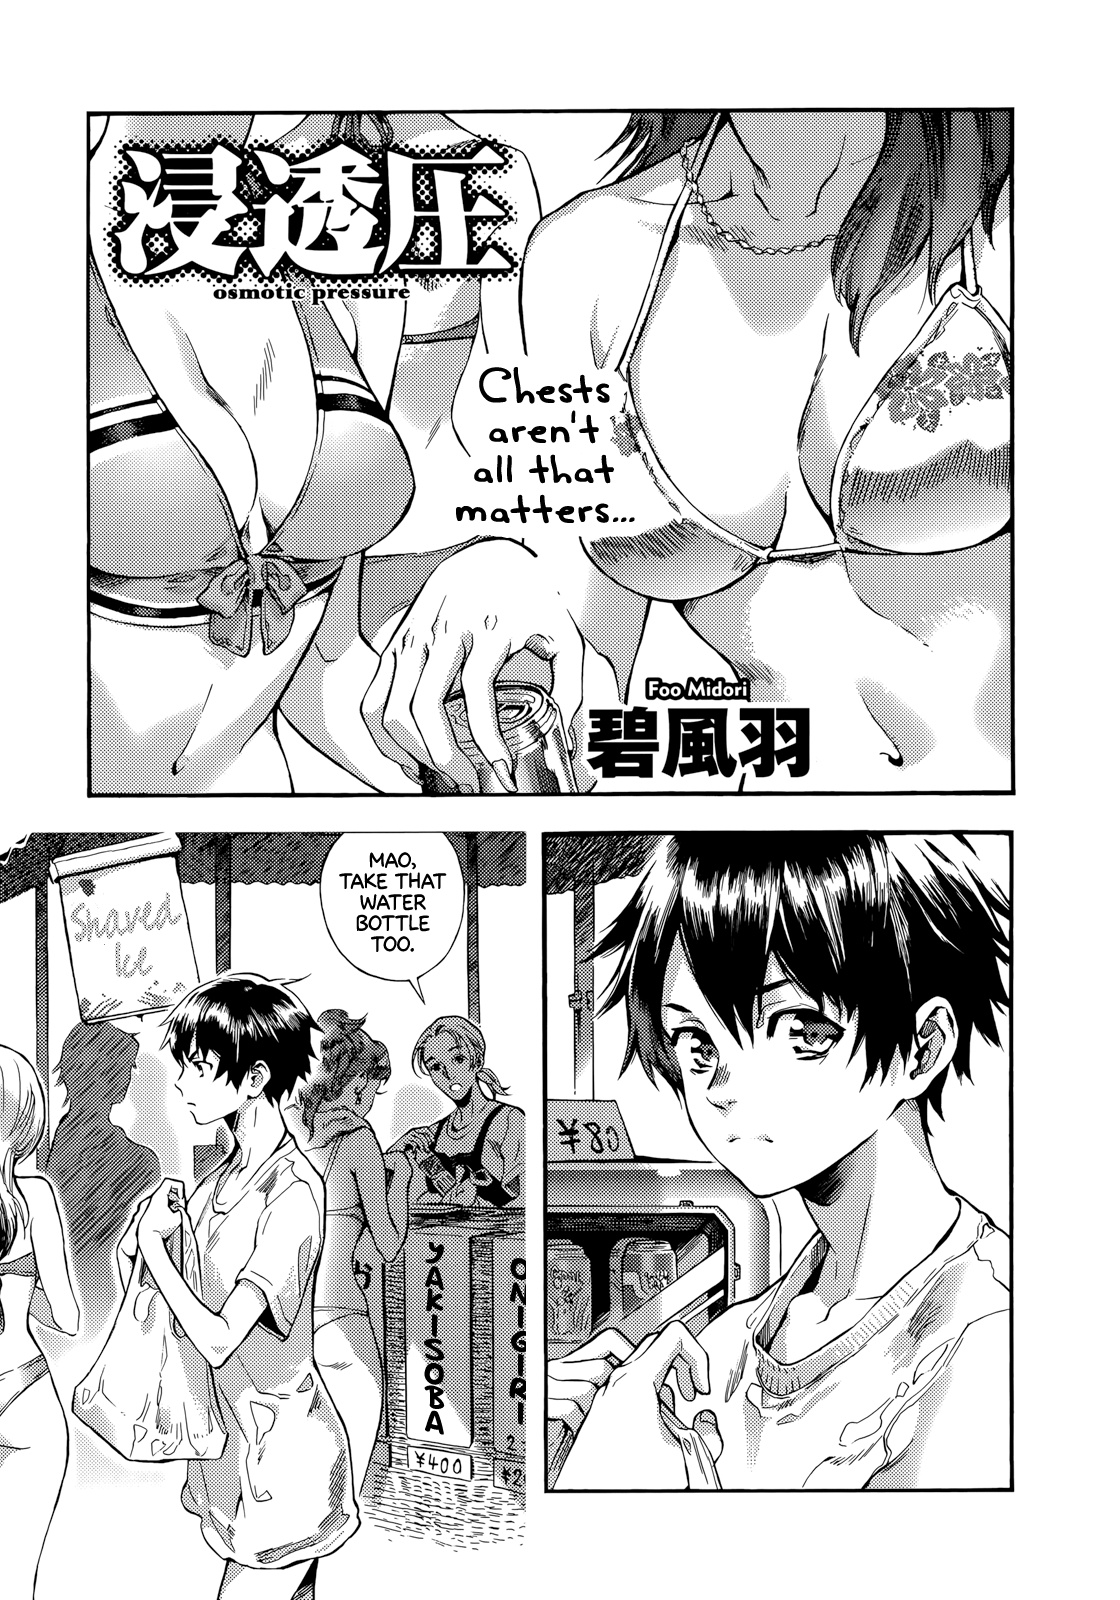 浸透圧
osmotic pressure
Chests
aren't
all that
matters...
Foo Midori
碧風羽
MAO,
TAKE THAT
WATER
BOTTLE
TOO.
Shaved
Ice
YAKISOBA
¥400
ONIGIRI
¥80